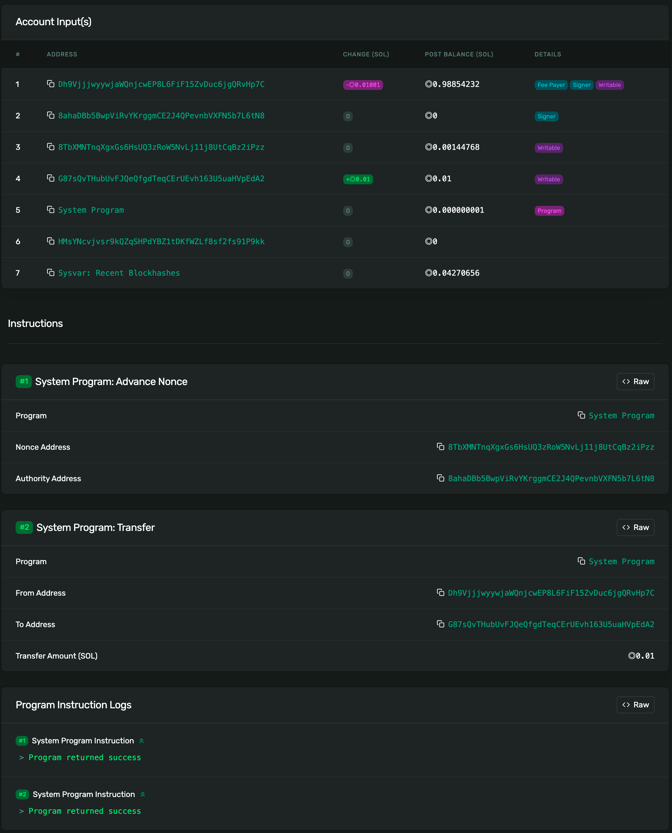 Account Input(s)
# ADDRESS CHANGE (SOL) POST BALANCE (SOL) DETAILS
1 Dh9VjjjwyywjaWQnjcwEP8L6FiF15ZvDuc6jgQRvHp7C -◎0.01001 ◎0.98854232 Fee Payer Signer Writable
2 8ahaDBb5BwpViRvYKrggmCE2J4QPevnbVXFN5b7L6tN8 0 ◎0 Signer
3 8TbXMNTnqXgxGs6HsUQ3zRoW5NvLj11j8UtCqBz2iPzz 0 ◎0.00144768 Writable
4 G87sQvTHubUvFJQeQfgdTeqCErUEvh163U5uaHVpEdA2 +◎0.01 ◎0.01 Writable
5 System Program 0 ◎0.000000001 Program
6 HMsYNcvjvsr9kQZqSHPdYBZ1tDKfWZLf8sf2fs91P9kk 0 ◎0
7 Sysvar: Recent Blockhashes 0 ◎0.04270656
Instructions
#1 System Program: Advance Nonce <> Raw
Program System Program
Nonce Address 8TbXMNTnqXgxGs6HsUQ3zRoW5NvLj11j8UtCqBz2iPzz
Authority Address 8ahaDBb5BwpViRvYKrggmCE2J4QPevnbVXFN5b7L6tN8
#2 System Program: Transfer <> Raw
Program System Program
From Address Dh9VjjjwyywjaWQnjcwEP8L6FiF15ZvDuc6jgQRvHp7C
To Address G87sQvTHubUvFJQeQfgdTeqCErUEvh163U5uaHVpEdA2
Transfer Amount (SOL) ◎0.01
Program Instruction Logs <> Raw
#1 System Program Instruction
> Program returned success
#2 System Program Instruction
> Program returned success